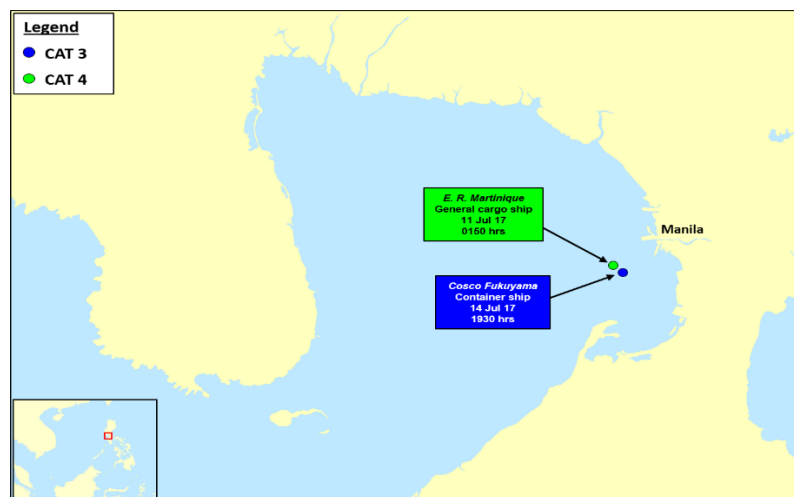 Legend
CAT 3
CAT 4
E. R. Martinique
General cargo ship
11 Jul 17
0150 hrs
Manila
Cosco Fukuyama
Container ship
14 Jul 17
1930 hrs